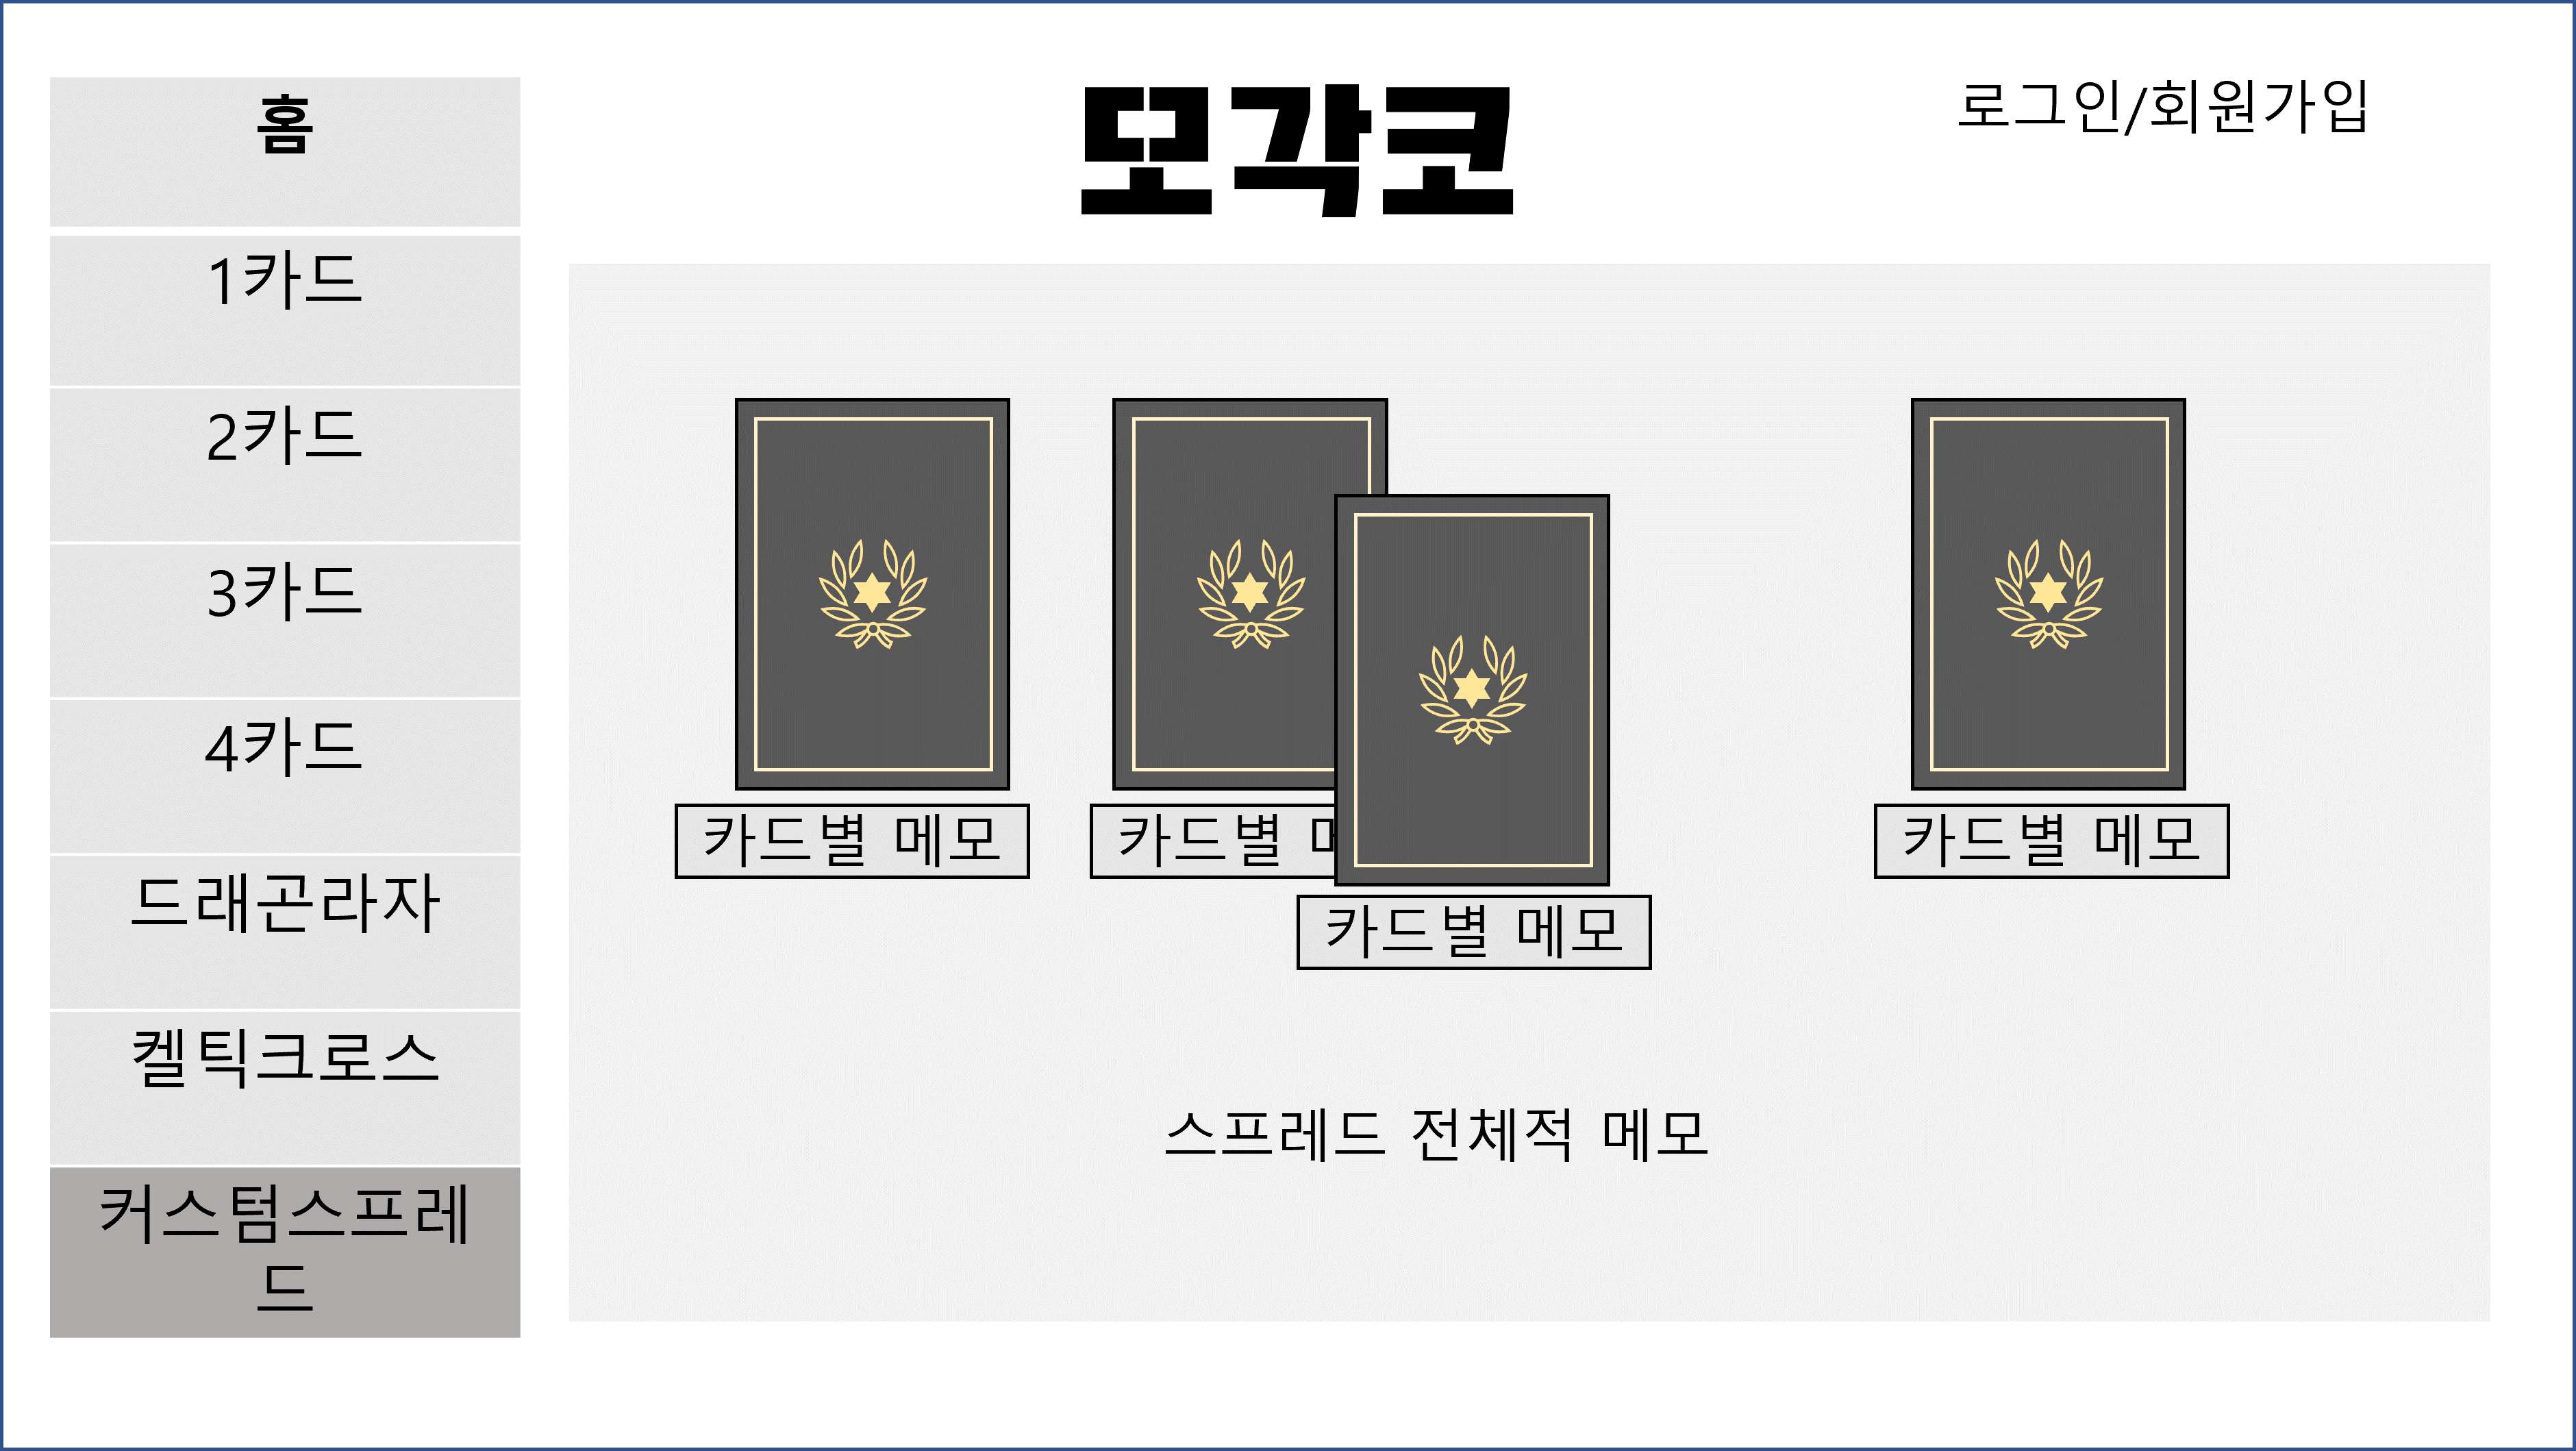 홈
모각코
로그인/회원가입
1카드
2카드
3카드
4카드
드래곤라자
켈틱크로스
커스텀스프레
드
카드별 메모
카드별
카드별 메모
카드별 메모
스프레드 전체적 메모